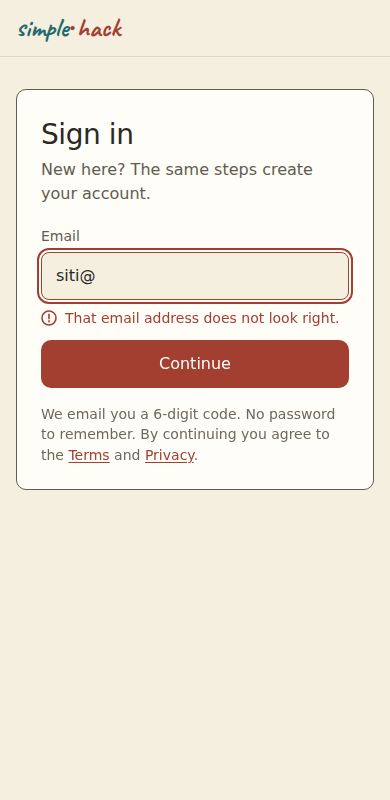 simple·hack
Sign in
New here? The same steps create
your account.
Email
siti@
That email address does not look right.
Continue
We email you a 6-digit code. No password
to remember. By continuing you agree to
the Terms and Privacy.